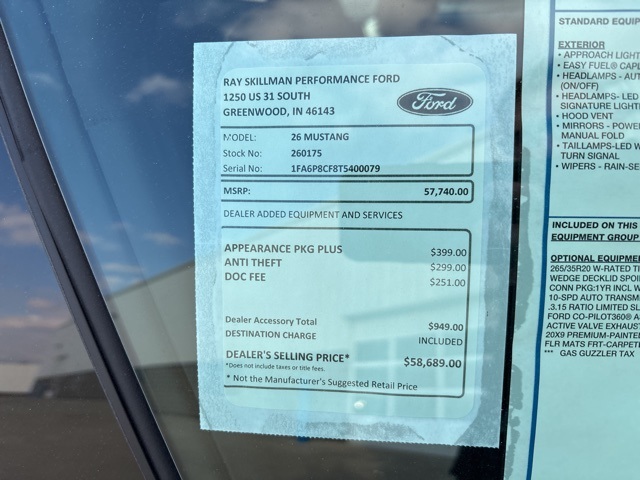 RAY SKILLMAN PERFORMANCE FORD
1250 US 31 SOUTH
GREENWOOD, IN 46143
Ford
MODEL: 26 MUSTANG
Stock No: 260175
Serial No: 1FA6P8CF8T5400079
MSRP: 57,740.00
DEALER ADDED EQUIPMENT AND SERVICES
APPEARANCE PKG PLUS $399.00
ANTI THEFT $299.00
DOC FEE $251.00
Dealer Accessory Total $949.00
DESTINATION CHARGE INCLUDED
DEALER'S SELLING PRICE* $58,689.00
*Does not include taxes or title fees.
* Not the Manufacturer's Suggested Retail Price
STANDARD EQUIP
EXTERIOR
• APPROACH LIGHT
• EASY FUEL® CAPL
• HEADLAMPS - AUT
(ON/OFF)
• HEADLAMPS- LED
SIGNATURE LIGHTI
• HOOD VENT
• MIRRORS - POWE
MANUAL FOLD
• TAILLAMPS-LED W
TURN SIGNAL
• WIPERS - RAIN-SE
INCLUDED ON THIS
EQUIPMENT GROUP
OPTIONAL EQUIPME
265/35R20 W-RATED TI
WEDGE DECKLID SPOI
CONN PKG:1YR INCL W
10-SPD AUTO TRANSM
3.15 RATIO LIMITED SL
FORD CO-PILOT360® A
ACTIVE VALVE EXHAUS
20X9 PREMIUM-PAINTE
FLR MATS FRT-CARPET
*** GAS GUZZLER TAX